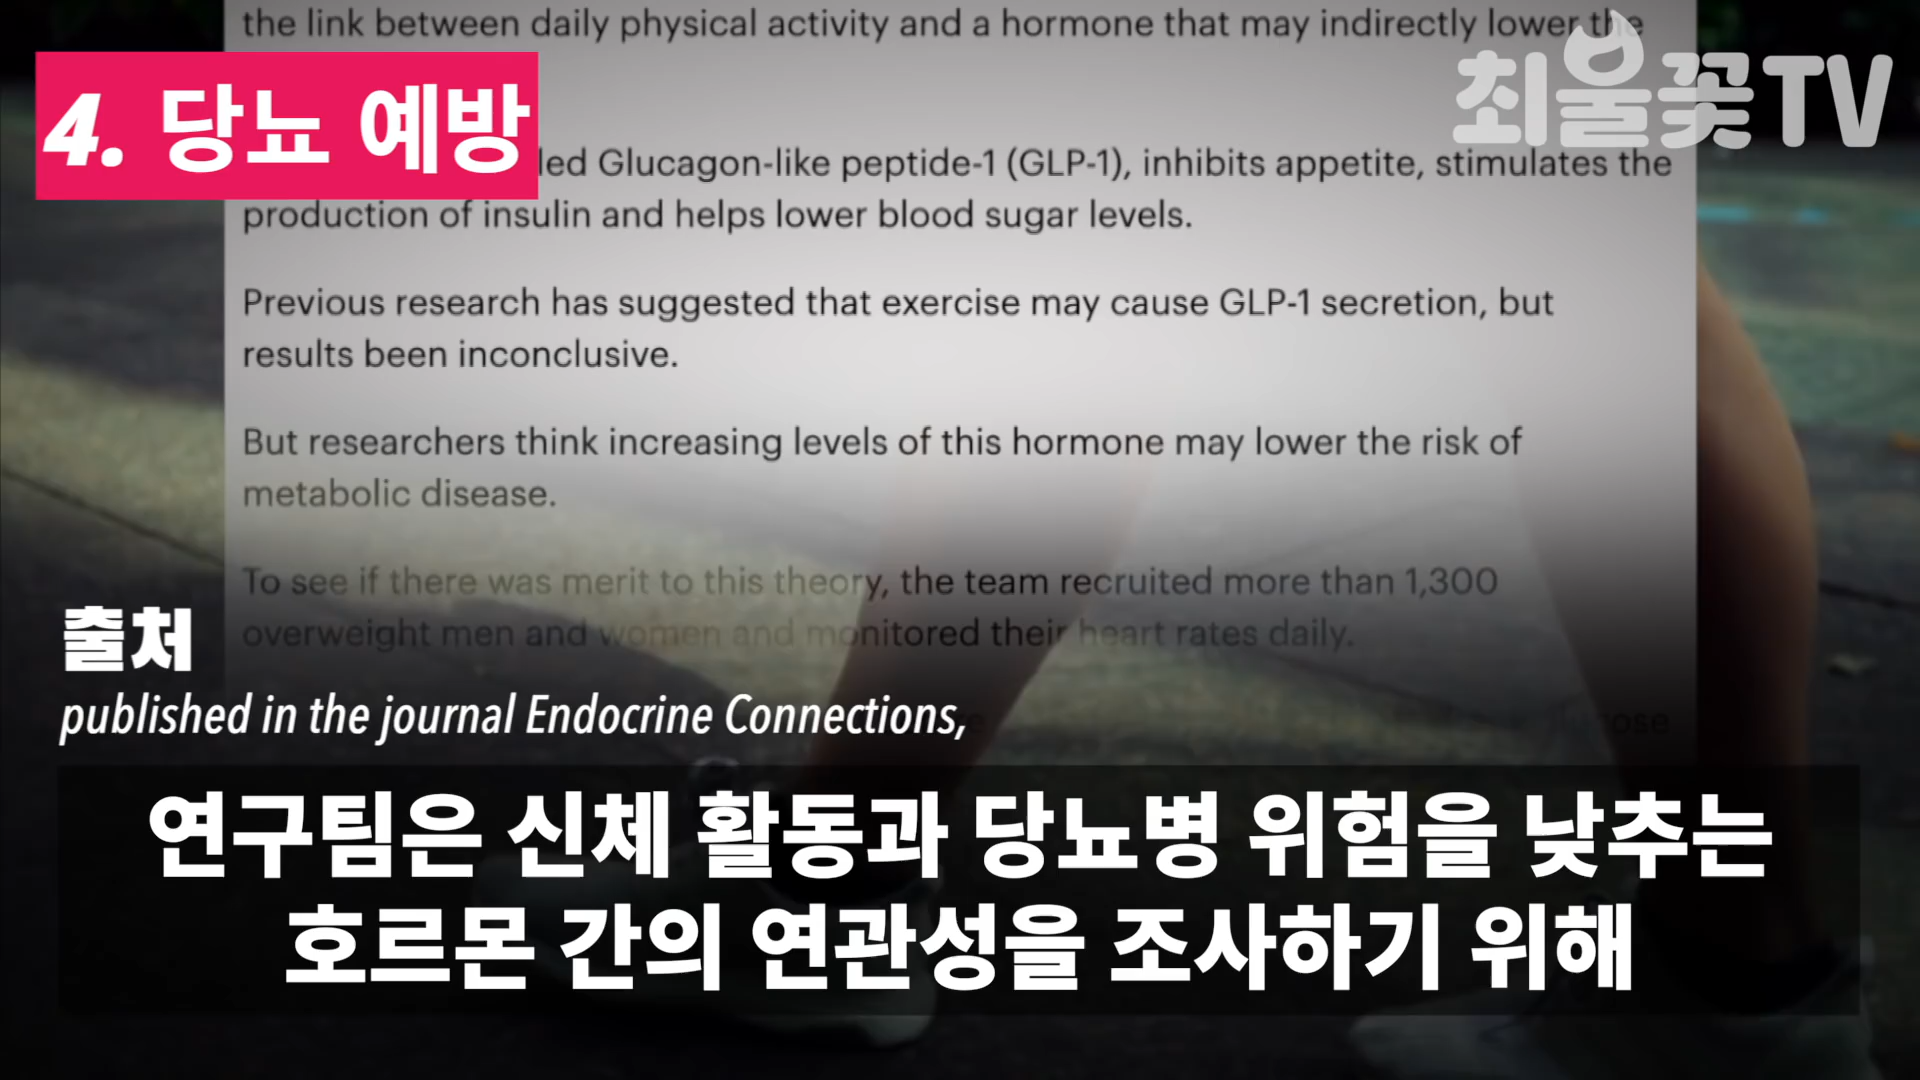 the link between daily physical activity and a hormone that may indirectly lower the
최울꽃TV
4. 당뇨 예방
led Glucagon-like peptide-1 (GLP-1), inhibits appetite, stimulates the
production of insulin and helps lower blood sugar levels.
Previous research has suggested that exercise may cause GLP-1 secretion, but
results been inconclusive.
But researchers think increasing levels of this hormone may lower the risk of
metabolic disease.
To see if there was merit to this theory, the team recruited more than 1,300
overweight men and women and monitored their heart rates daily.
출처
published in the journal Endocrine Connections,
연구팀은 신체 활동과 당뇨병 위험을 낮추는
호르몬 간의 연관성을 조사하기 위해